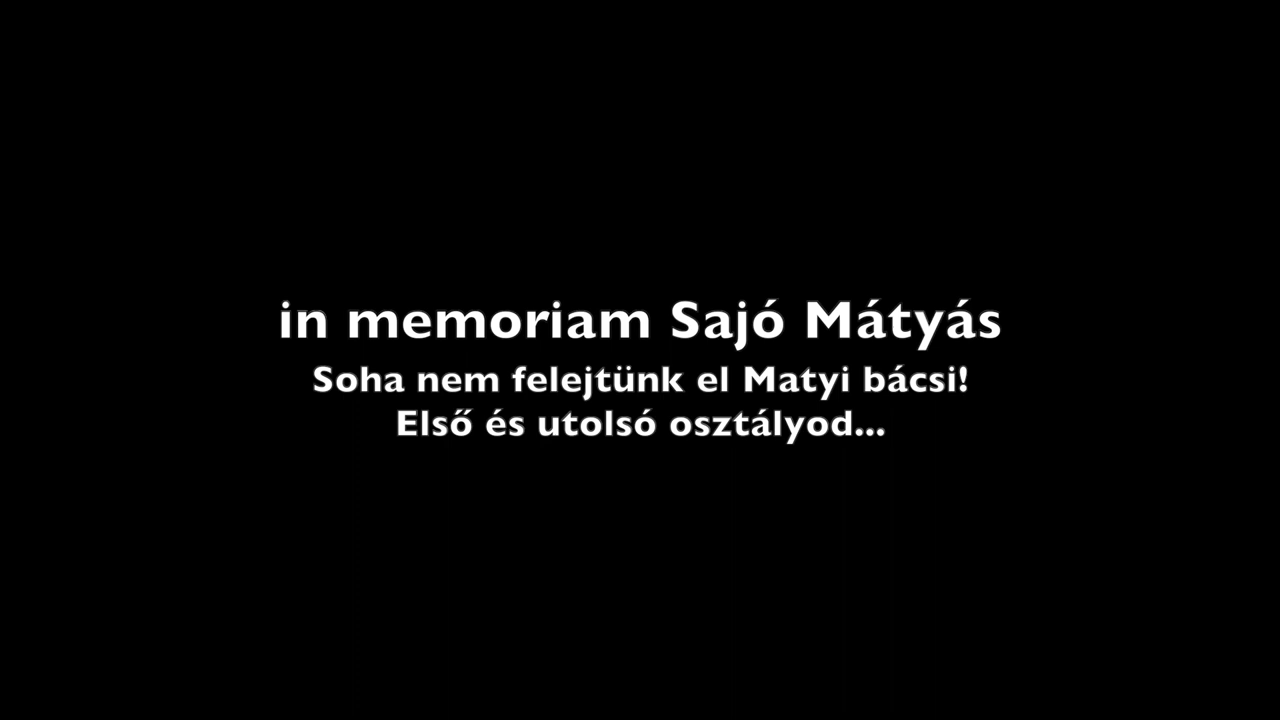 in memoriam Sajó Mátyás
Soha nem felejtünk el Matyi bácsi!
Első és utolsó osztályod...